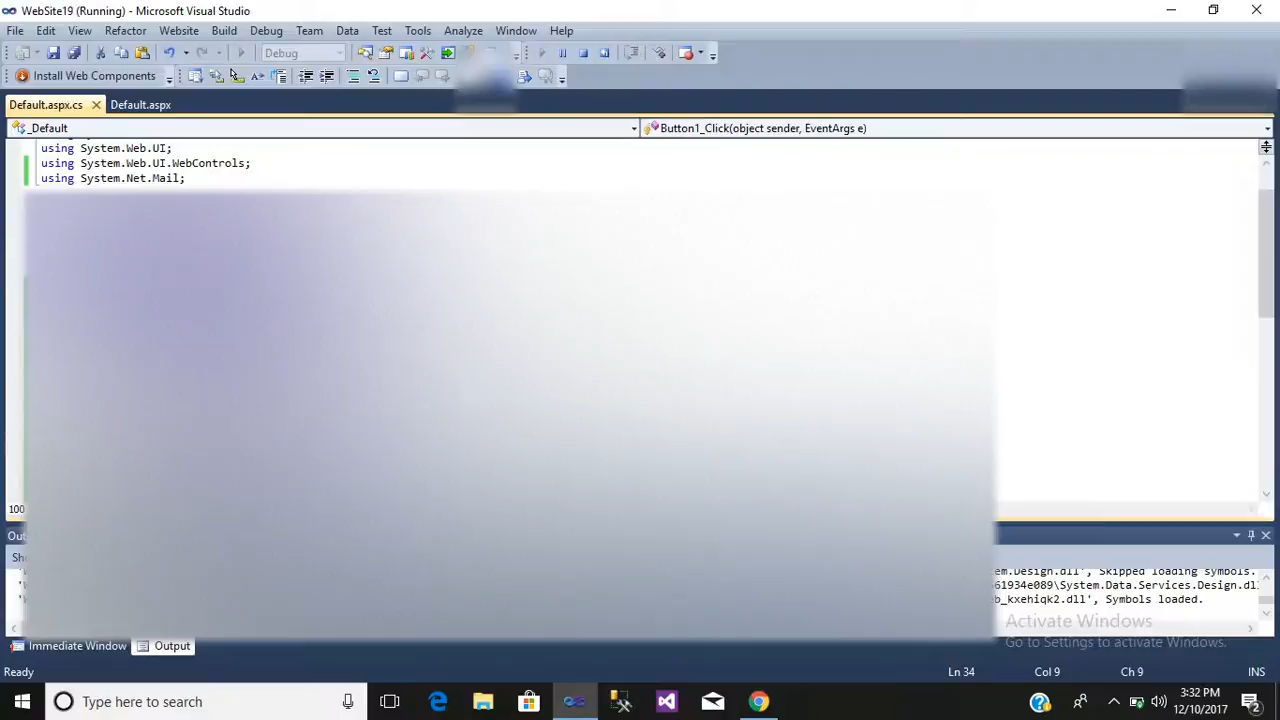 WebSite19 (Running) - Microsoft Visual Studio
File Edit View Refactor Website Build Debug Team Data Test Tools Analyze Window Help
Debug
Install Web Components
Default.aspx.cs Default.aspx
_Default Button1_Click(object sender, EventArgs e)
using System.Web.UI;
using System.Web.UI.WebControls;
using System.Net.Mail;
100
em.Design.dll', Skipped loading symbols.
61934e089\System.Data.Services.Design.dll
b_kxehiqk2.dll', Symbols loaded.
Activate Windows
Go to Settings to activate Windows.
Immediate Window Output
Ready Ln 34 Col 9 Ch 9 INS
Type here to search
3:32 PM
12/10/2017
2